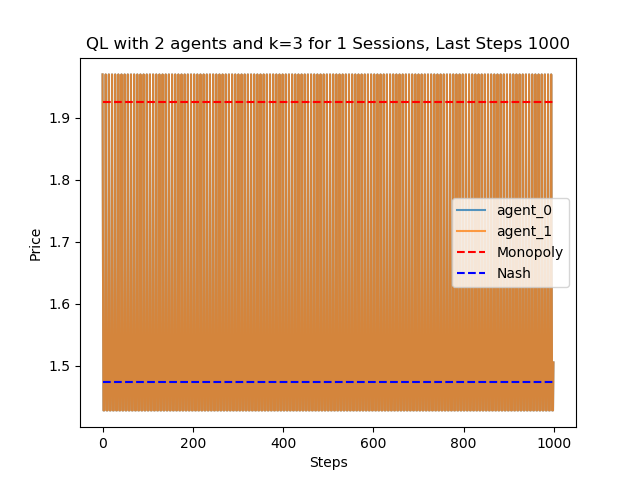 QL with 2 agents and k=3 for 1 Sessions, Last Steps 1000
Price
1.9
1.8
1.7
1.6
1.5
agent_0
agent_1
Monopoly
Nash
0
200
400
600
800
1000
Steps